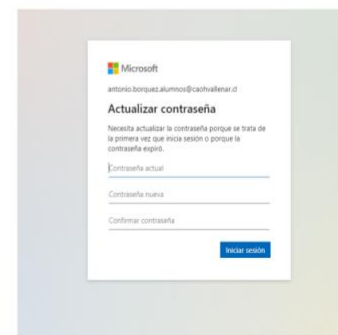 Microsoft
antonio.borquez.alumnos@caohvallenar.cl
Actualizar contraseña
Necesita actualizar la contraseña porque se trata de
la primera vez que inicia sesión o porque la
contraseña expiró.
Contraseña actual
Contraseña nueva
Confirmar contraseña
Iniciar sesión